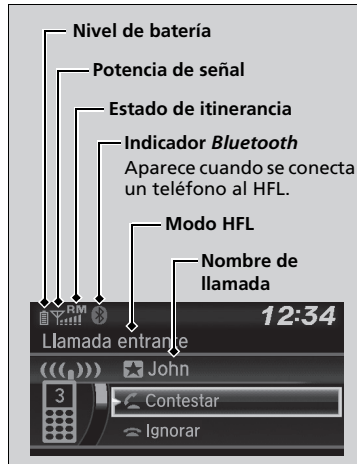 Nivel de batería
Potencia de señal
Estado de itinerancia
Indicador Bluetooth
Aparece cuando se conecta
un teléfono al HFL.
Modo HFL
Nombre de
llamada
RM
12:34
Llamada entrante
John
3
Contestar
Ignorar